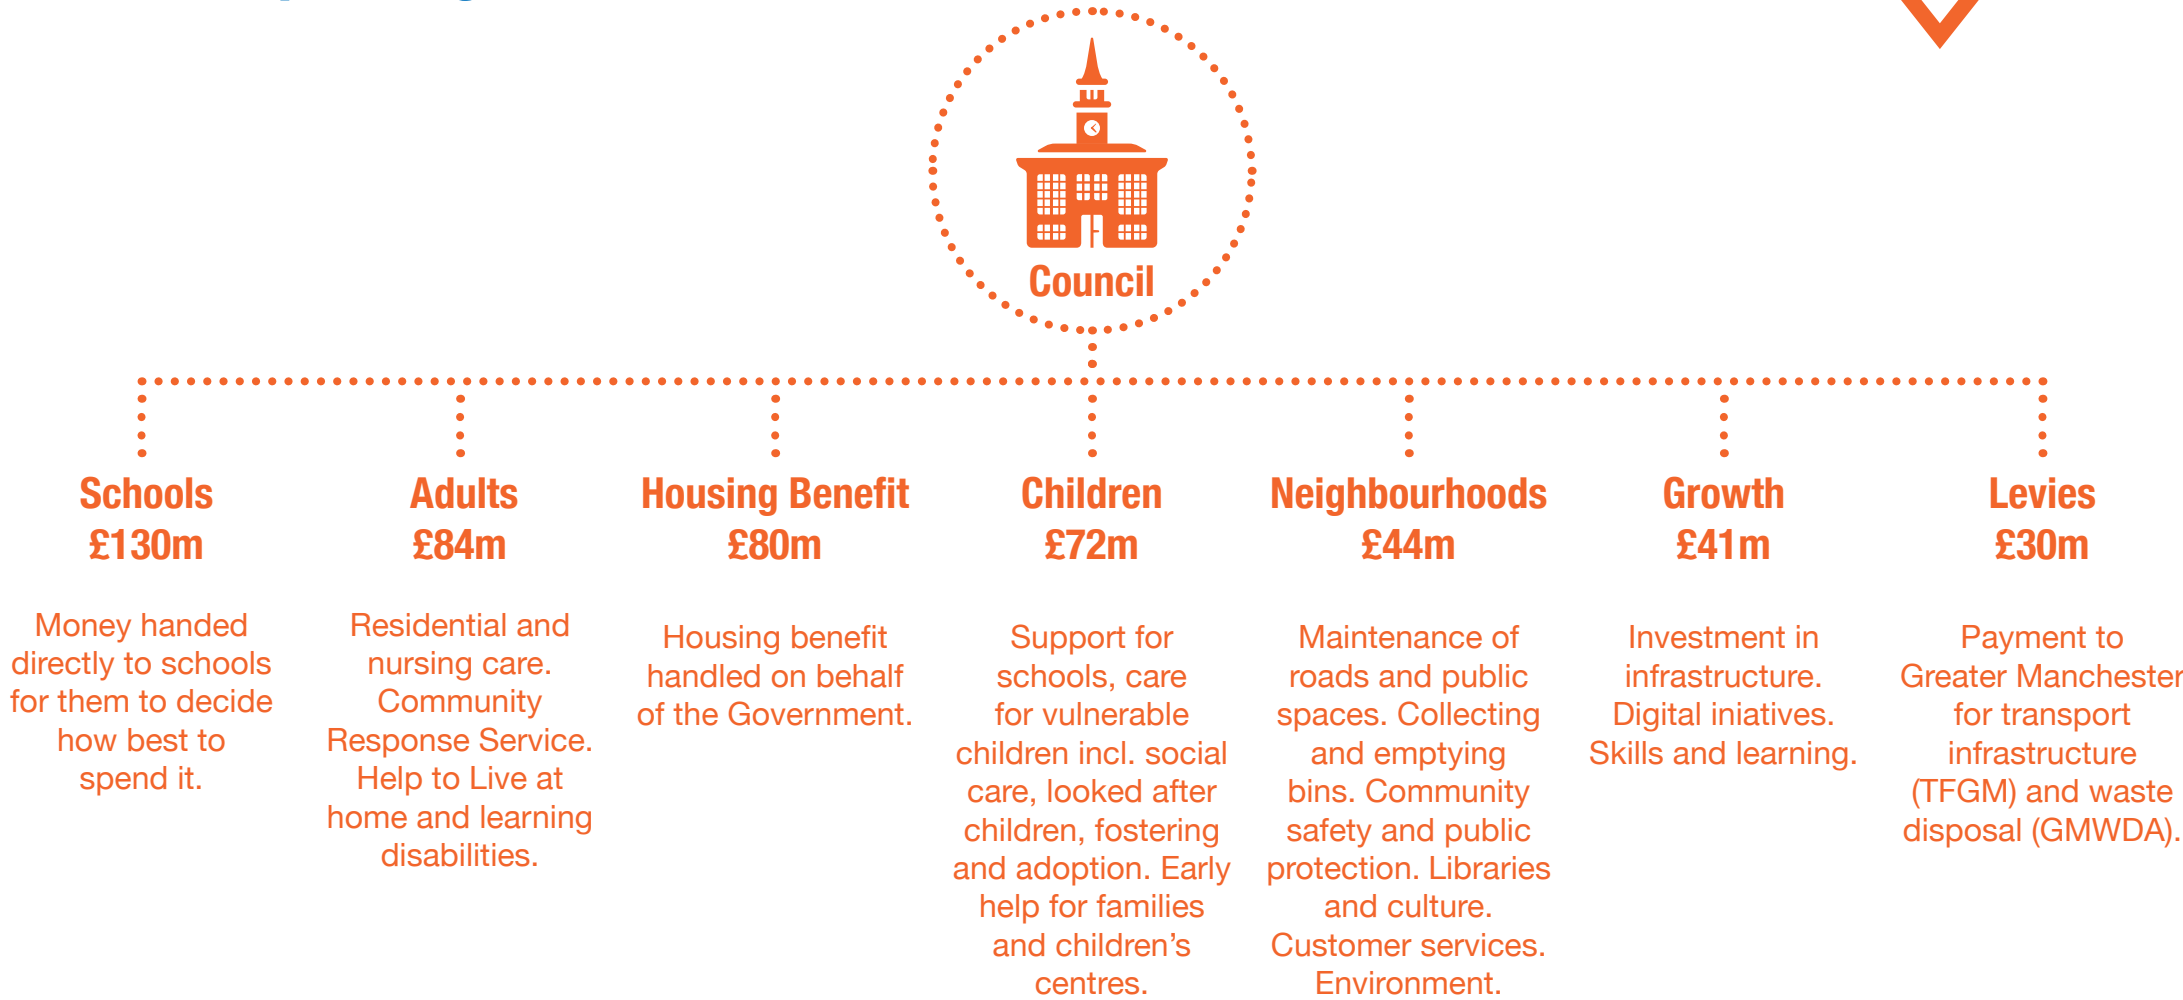 Council
Schools
£130m
Money handed
directly to schools
for them to decide
how best to
spend it.
Adults
£84m
Residential and
nursing care.
Community
Response Service.
Help to Live at
home and learning
disabilities.
Housing Benefit
£80m
Housing benefit
handled on behalf
of the Government.
Children
£72m
Support for
schools, care
for vulnerable
children incl. social
care, looked after
children, fostering
and adoption. Early
help for families
and children’s
centres.
Neighbourhoods
£44m
Maintenance of
roads and public
spaces. Collecting
and emptying
bins. Community
safety and public
protection. Libraries
and culture.
Customer services.
Environment.
Growth
£41m
Investment in
infrastructure.
Digital iniatives.
Skills and learning.
Levies
£30m
Payment to
Greater Manchester
for transport
infrastructure
(TFGM) and waste
disposal (GMWDA).